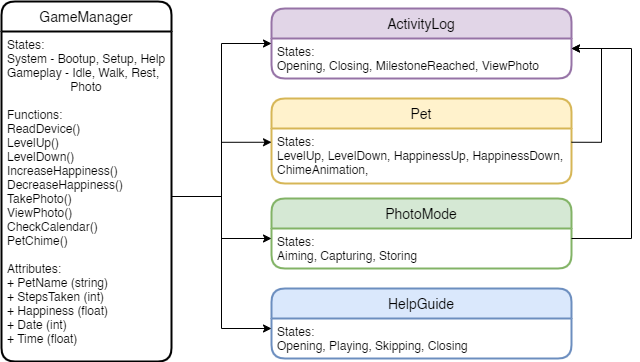 GameManager
States:
System - Bootup, Setup, Help
Gameplay - Idle, Walk, Rest,
Photo
Functions:
ReadDevice()
LevelUp()
LevelDown()
IncreaseHappiness()
DecreaseHappiness()
TakePhoto()
ViewPhoto()
CheckCalendar()
PetChime()
Attributes:
+ PetName (string)
+ StepsTaken (int)
+ Happiness (float)
+ Date (int)
+ Time (float)
ActivityLog
States:
Opening, Closing, MilestoneReached, ViewPhoto
Pet
States:
LevelUp, LevelDown, HappinessUp, HappinessDown,
ChimeAnimation,
PhotoMode
States:
Aiming, Capturing, Storing
HelpGuide
States:
Opening, Playing, Skipping, Closing